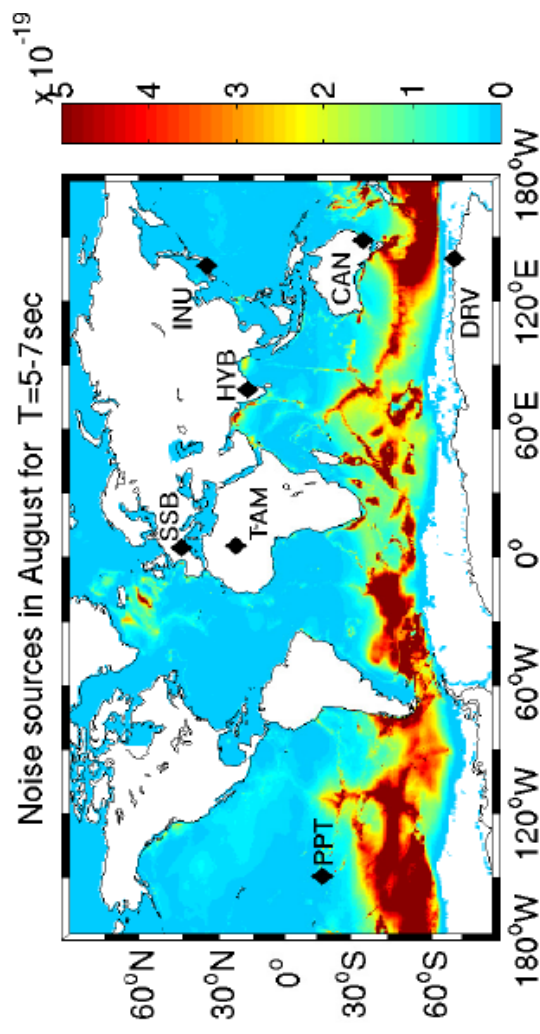 Noise sources in August for T=5-7sec
x 10⁻¹⁹
5
4
3
2
1
0
60°N
30°N
0°
30°S
60°S
180°W
120°W
60°W
0°
60°E
120°E
180°W
SSB
INU
HYB
TAM
PPT
CAN
DRV